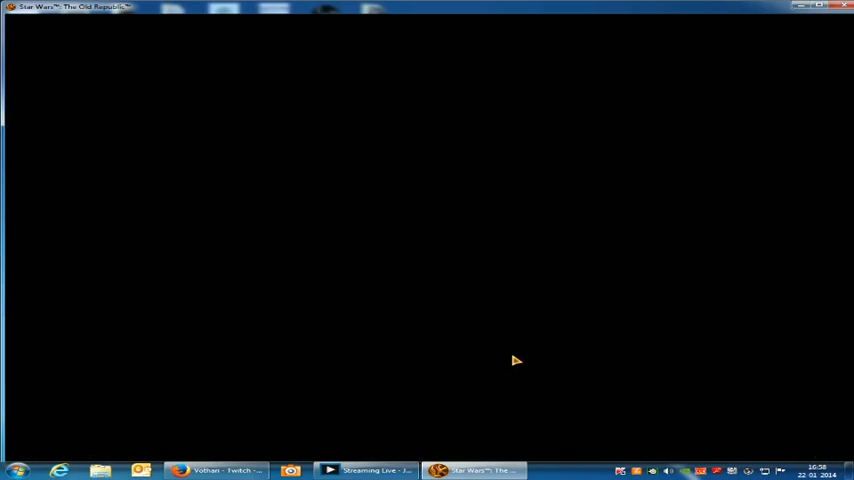 Star Wars™: The Old Republic™
Vothan - Twitch -...
Streaming Live - J...
Star Wars™: The ...
16:58
22-01-2014